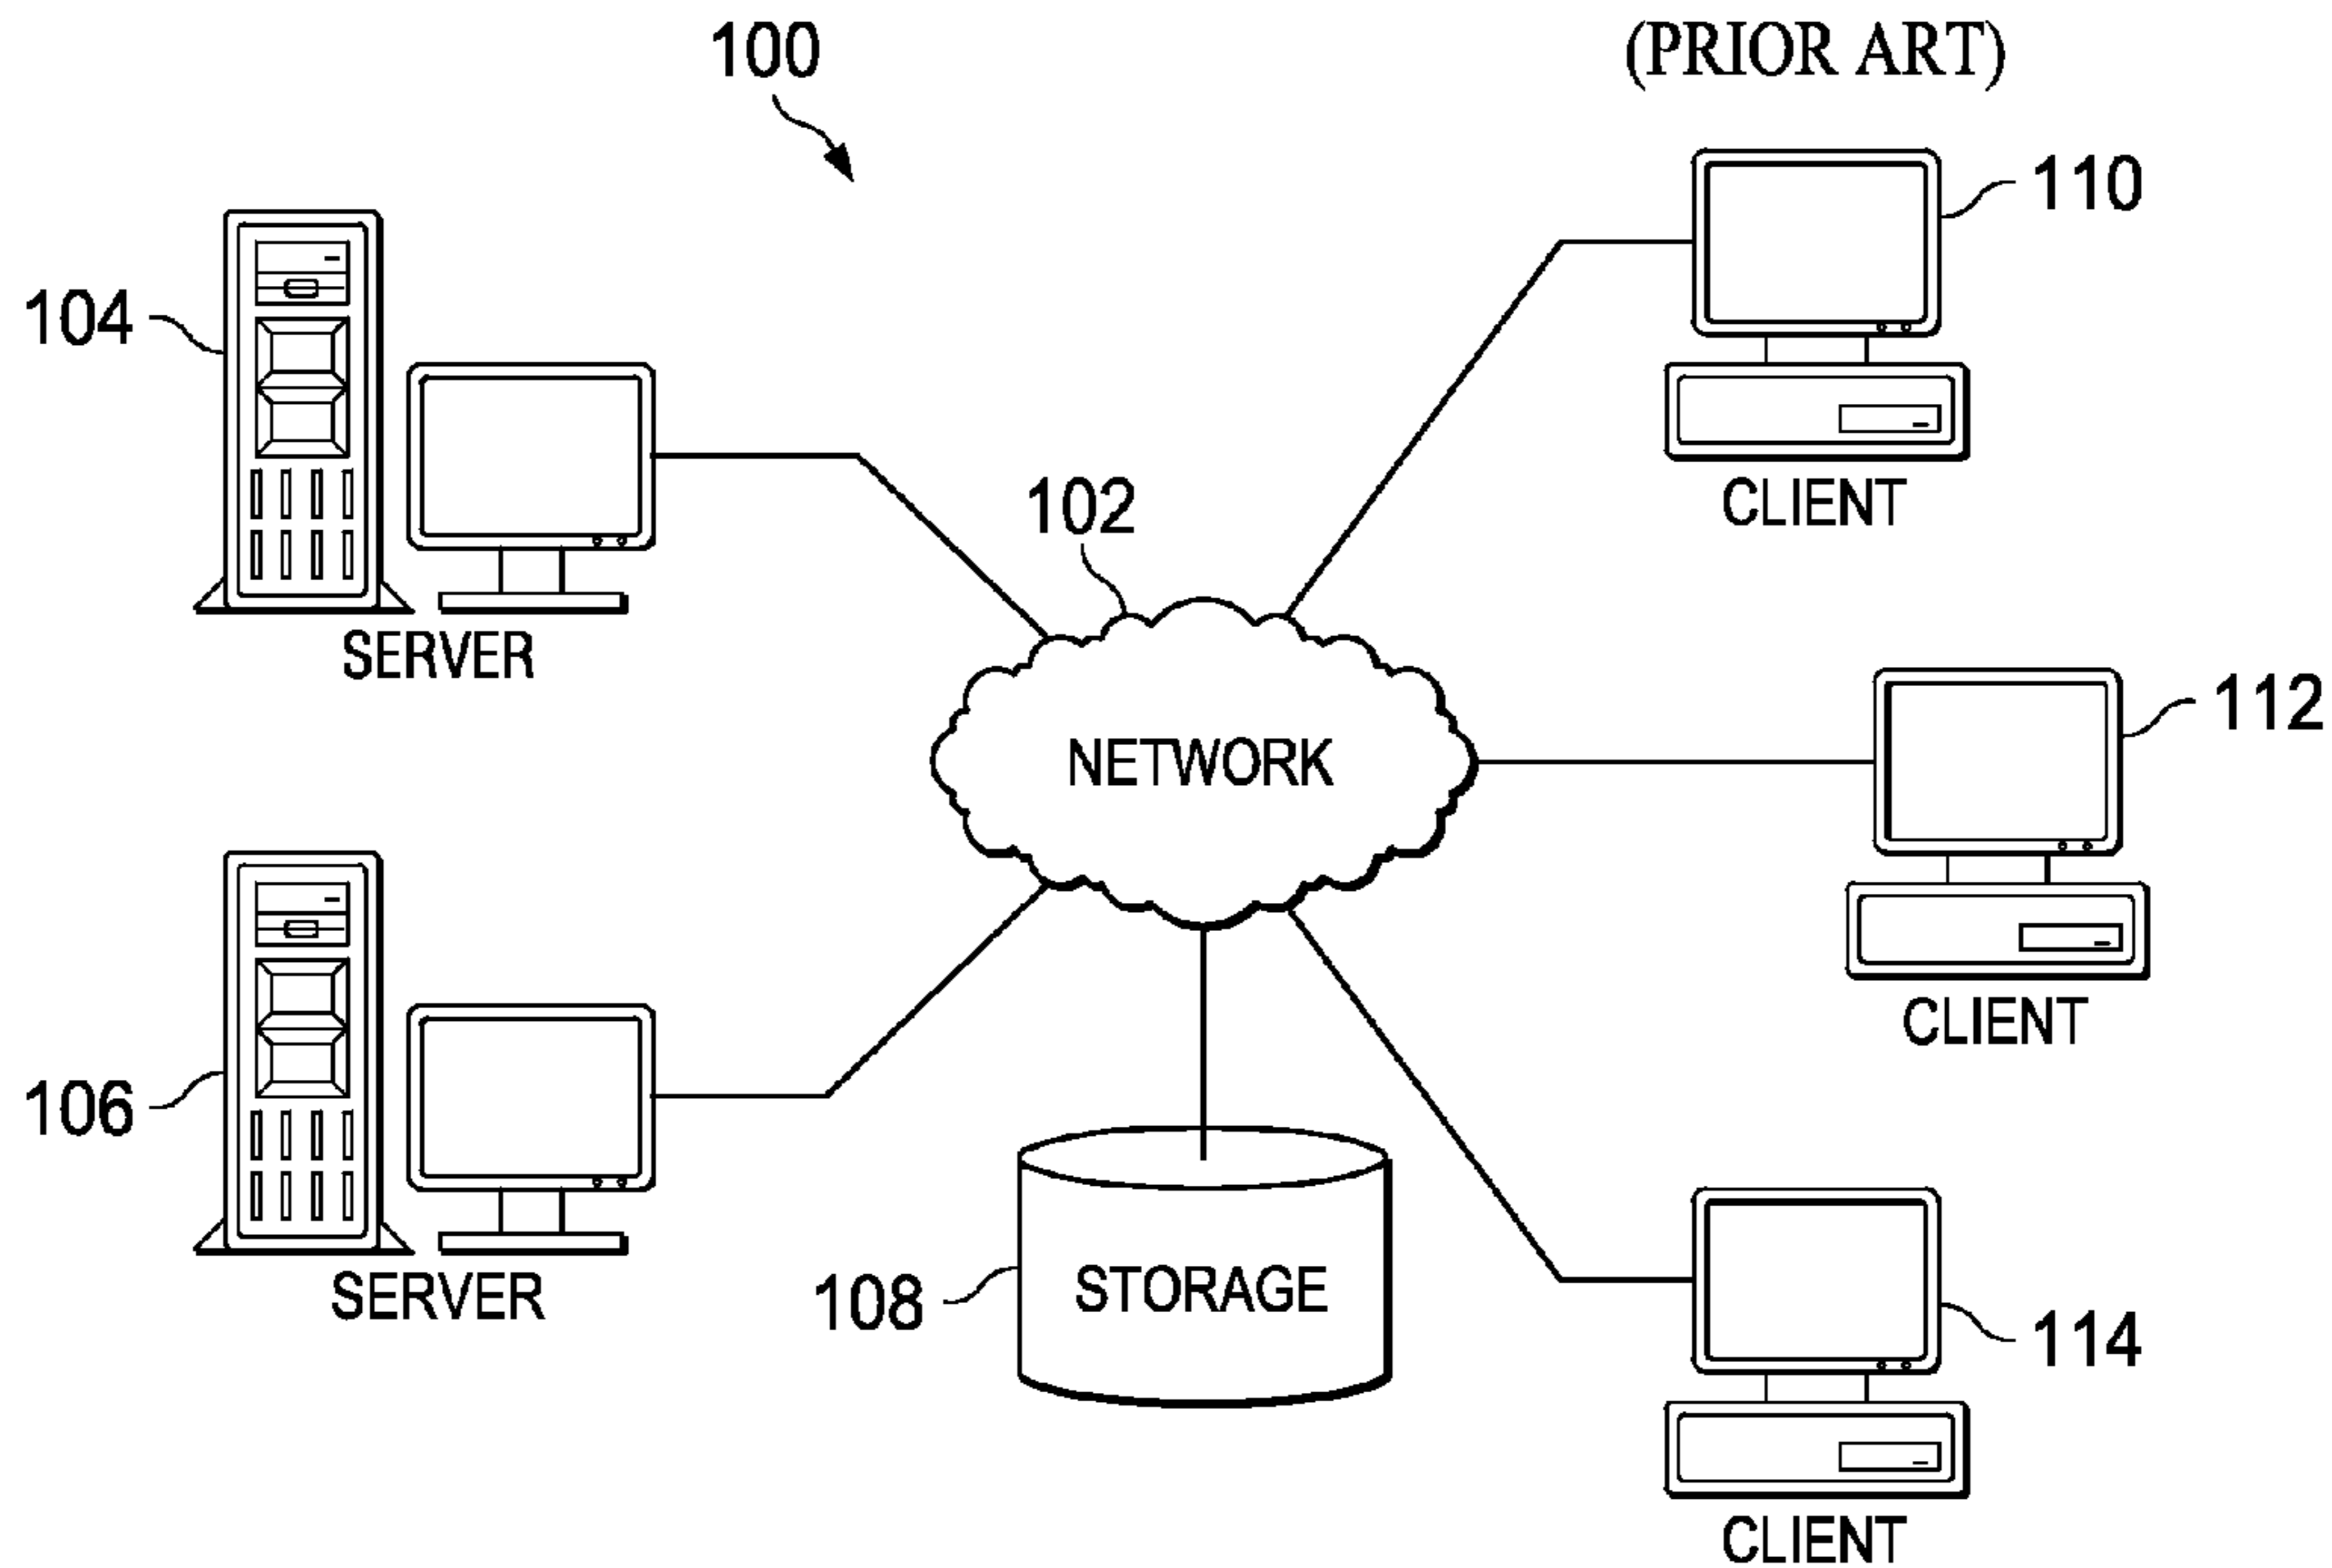 100
(PRIOR ART)
110
104
CLIENT
102
SERVER
112
NETWORK
CLIENT
106
SERVER
108
STORAGE
114
CLIENT